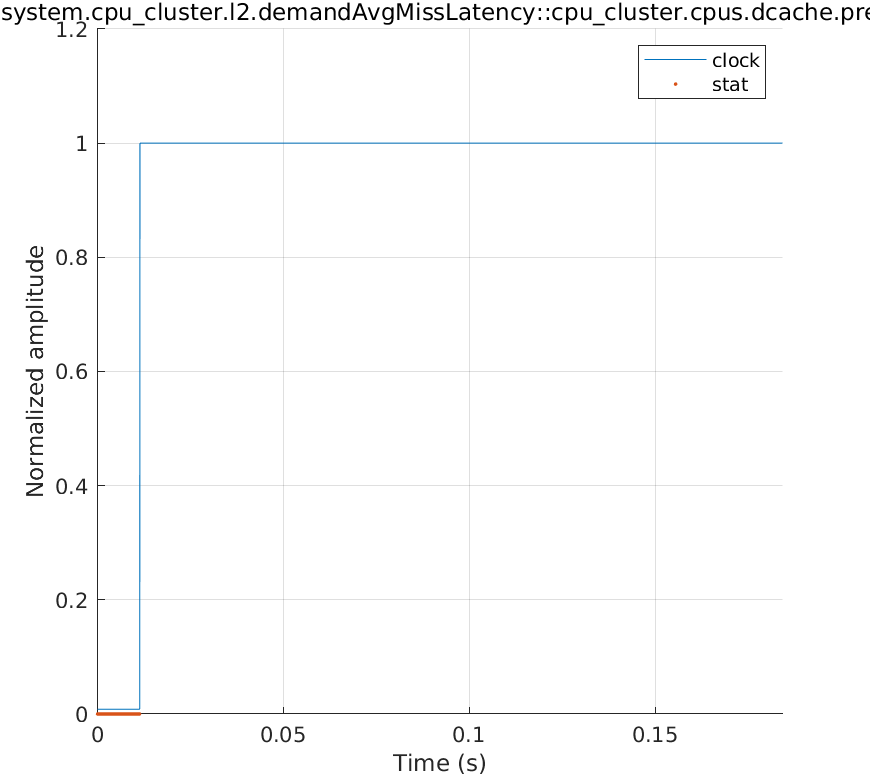 system.cpu_cluster.l2.demandAvgMissLatency::cpu_cluster.cpus.dcache.pre
1.2
clock
stat
1
0.8
0.6
Normalized amplitude
0.4
0.2
0
0
0.05
0.1
0.15
Time (s)